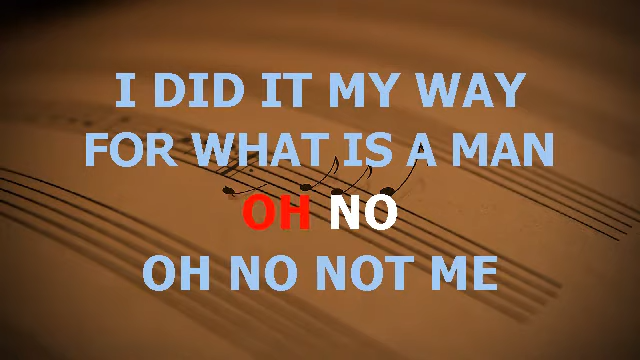 I DID IT MY WAY
FOR WHAT IS A MAN
OH NO
OH NO NOT ME